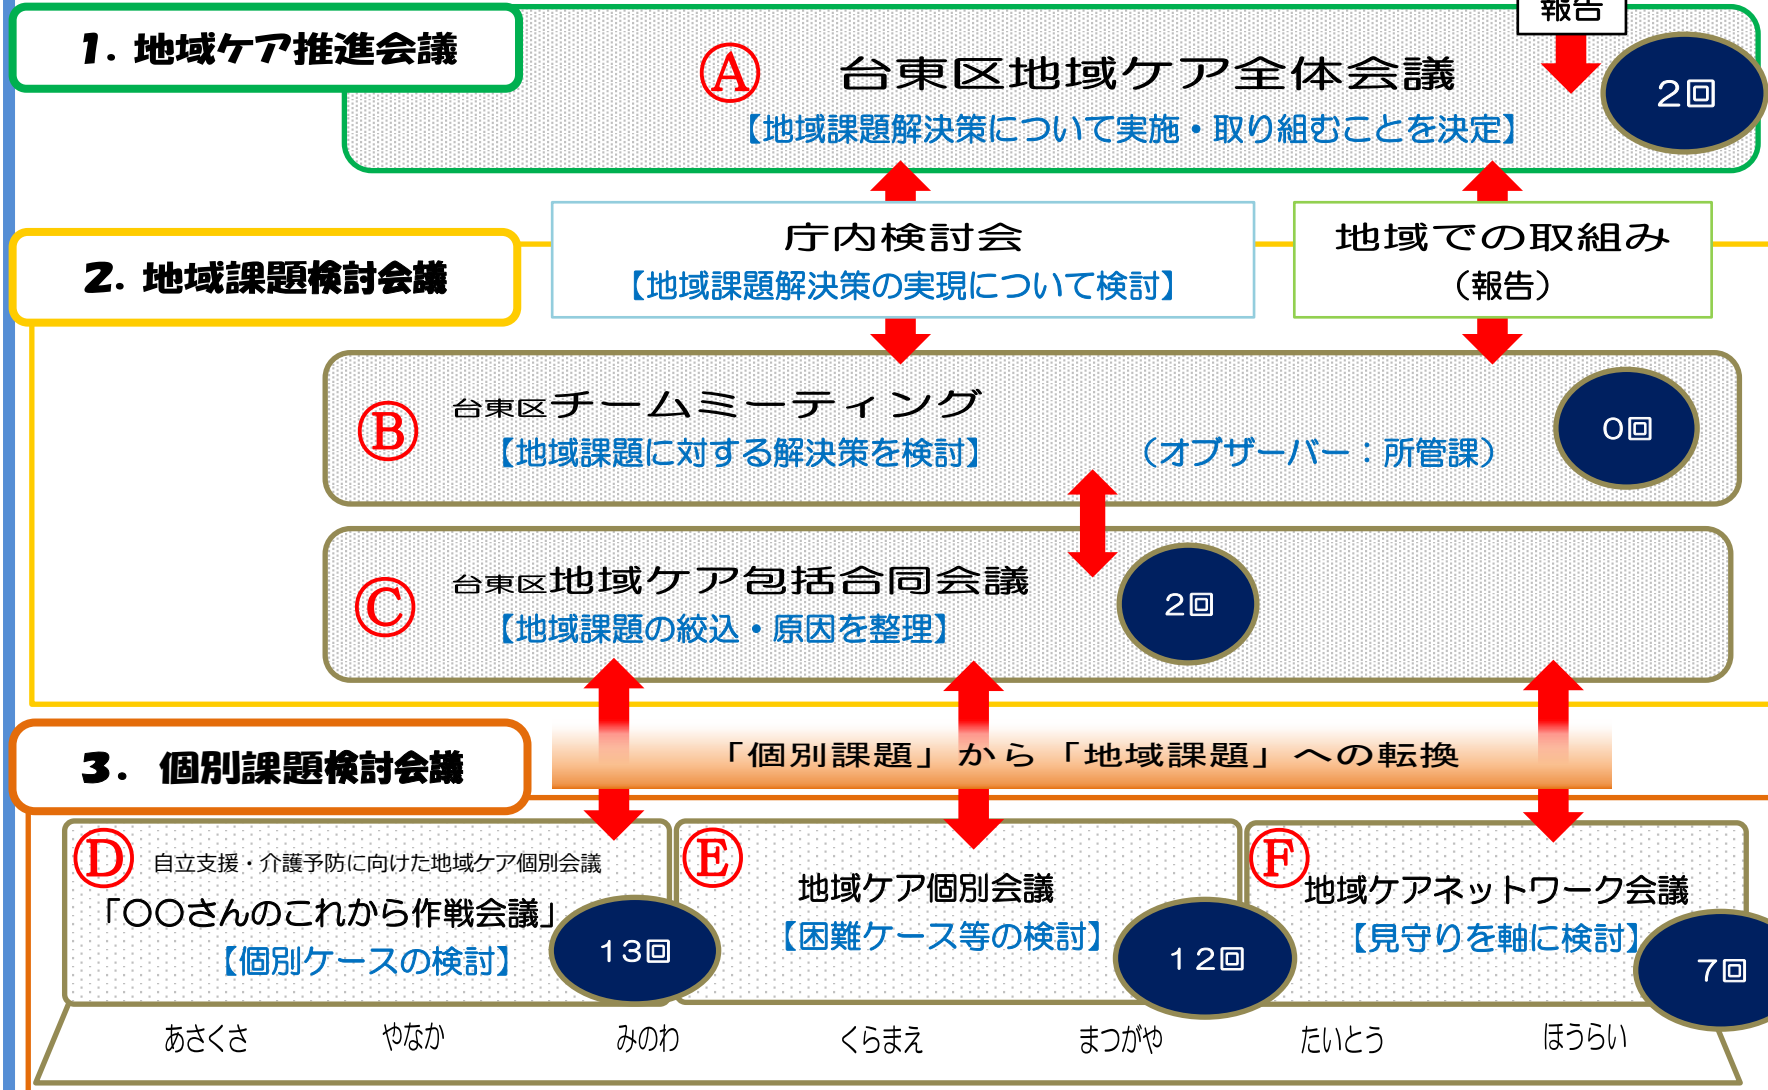 報告
1. 地域ケア推進会議
Ⓐ 台東区地域ケア全体会議
2回
【地域課題解決策について実施・取り組むことを決定】
庁内検討会
【地域課題解決策の実現について検討】
地域での取組み
（報告）
2. 地域課題検討会議
Ⓑ 台東区チームミーティング
【地域課題に対する解決策を検討】 （オブザーバー：所管課）
0回
Ⓒ 台東区地域ケア包括合同会議
【地域課題の絞込・原因を整理】
2回
3. 個別課題検討会議
「個別課題」から「地域課題」への転換
Ⓓ 自立支援・介護予防に向けた地域ケア個別会議
「〇〇さんのこれから作戦会議」
【個別ケースの検討】
13回
Ⓔ
地域ケア個別会議
【困難ケース等の検討】
12回
Ⓕ
地域ケアネットワーク会議
【見守りを軸に検討】
7回
あさくさ やなか みのわ くらまえ まつがや たいとう ほうらい